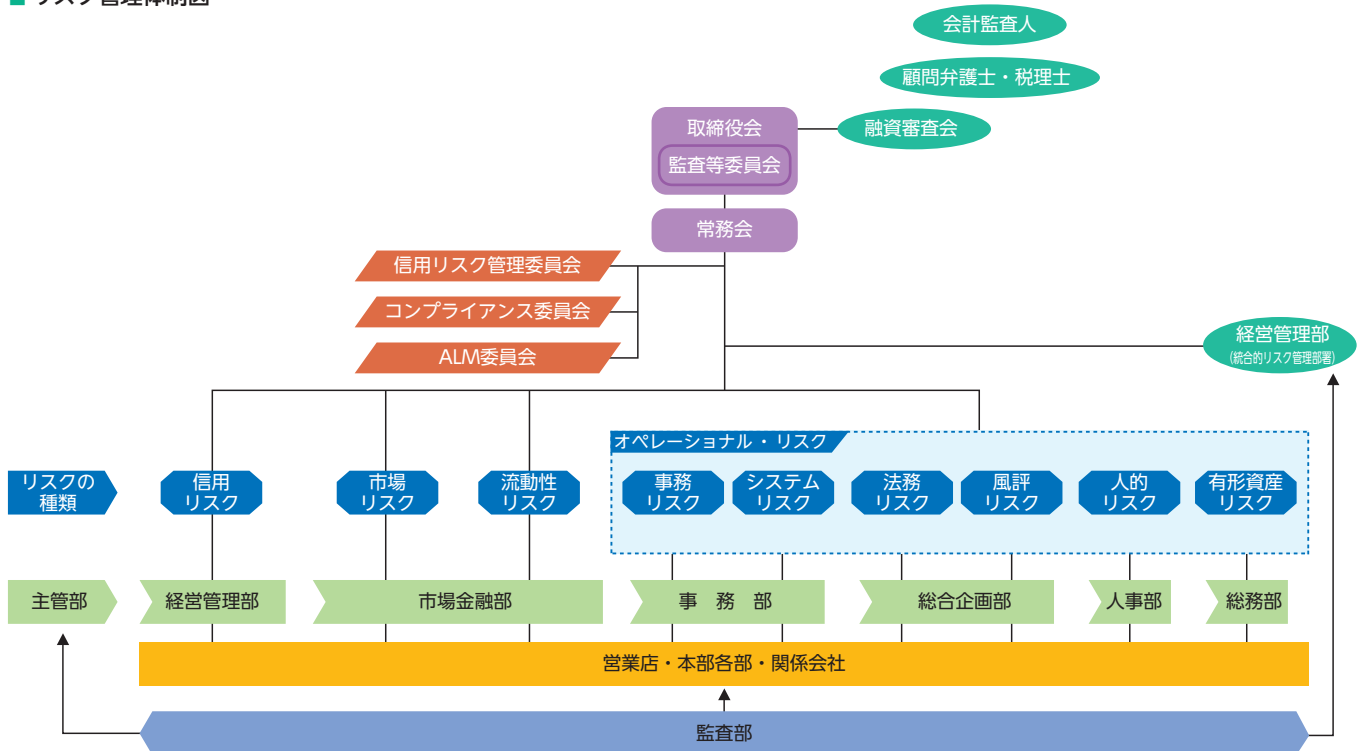 ■ リスク管理体制図
会計監査人
顧問弁護士・税理士
取締役会
融資審査会
監査等委員会
常務会
信用リスク管理委員会
コンプライアンス委員会
ALM委員会
経営管理部
(統合的リスク管理部署)
オペレーショナル・リスク
リスクの
種類
信用
リスク
市場
リスク
流動性
リスク
事務
リスク
システム
リスク
法務
リスク
風評
リスク
人的
リスク
有形資産
リスク
主管部
経営管理部
市場金融部
事 務 部
総合企画部
人事部
総務部
営業店・本部各部・関係会社
監査部